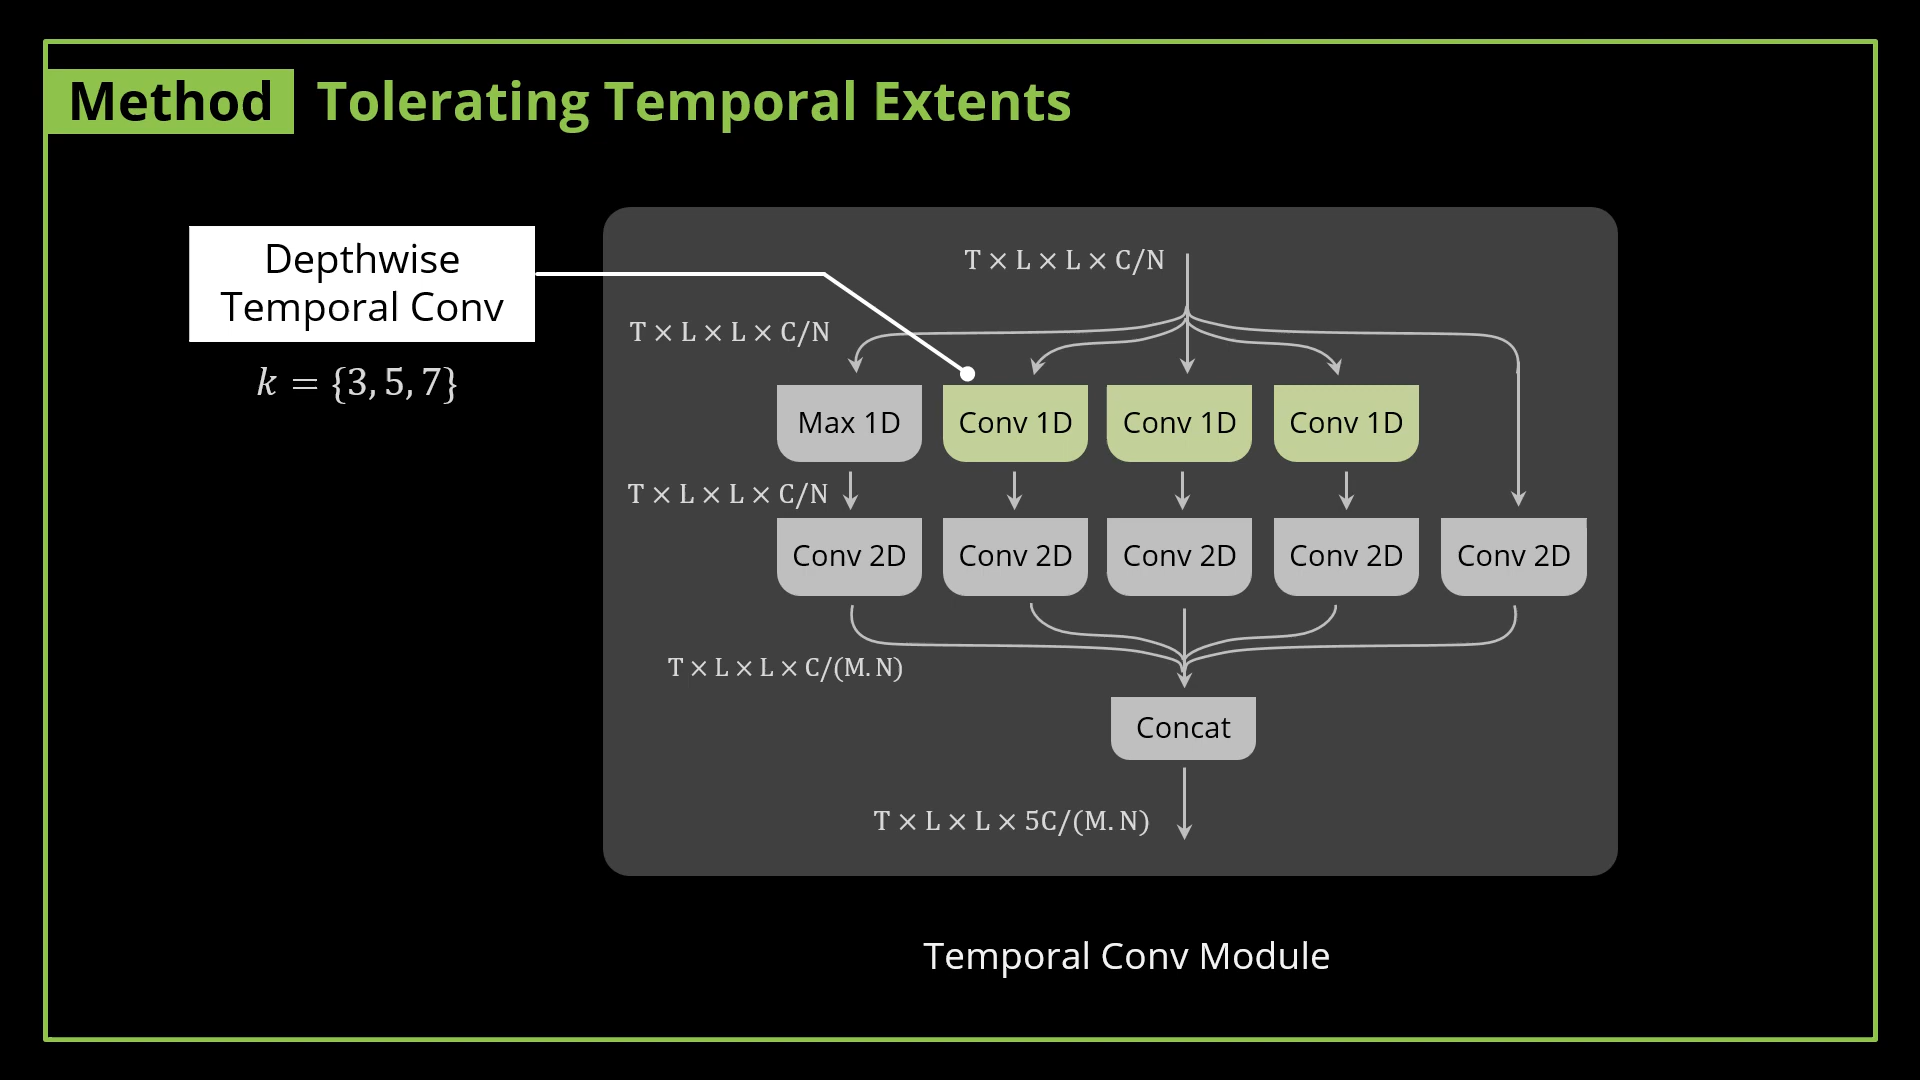 Method Tolerating Temporal Extents
Depthwise
Temporal Conv
k = {3, 5, 7}
T × L × L × C/N
T × L × L × C/N
Max 1D Conv 1D Conv 1D Conv 1D
T × L × L × C/N
Conv 2D Conv 2D Conv 2D Conv 2D Conv 2D
T × L × L × C/(M. N)
Concat
T × L × L × 5C/(M. N)
Temporal Conv Module